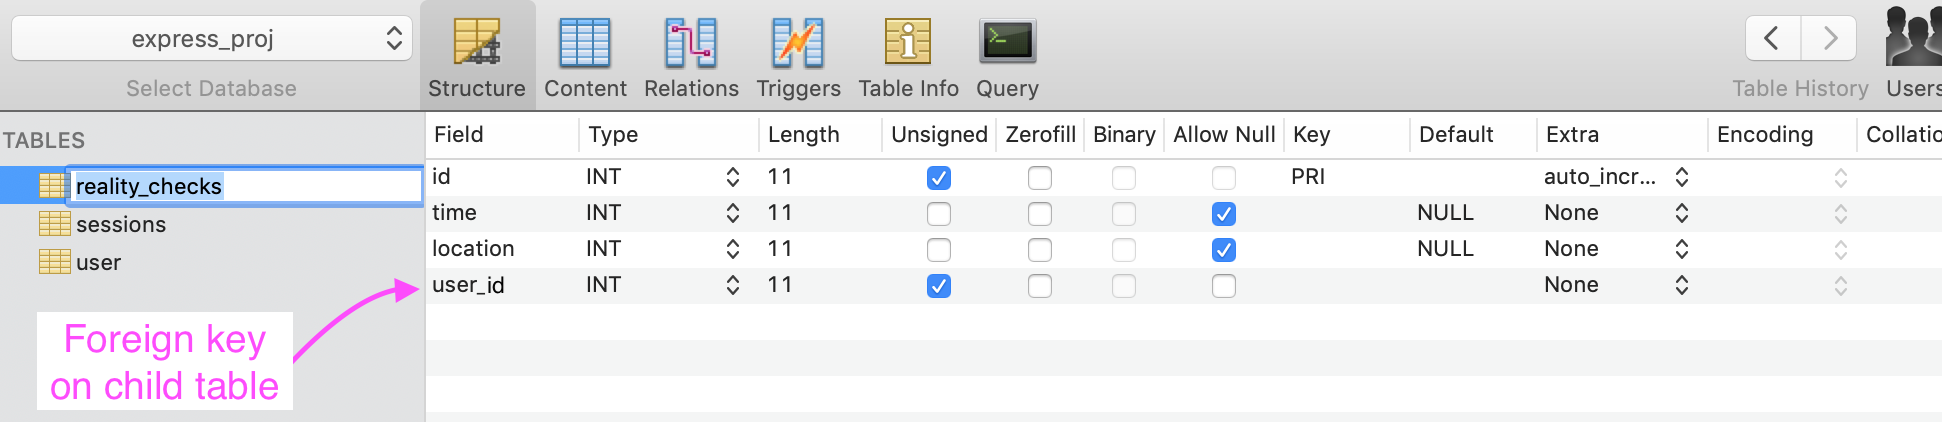 express_proj
Select Database
Structure
Content
Relations
Triggers
Table Info
Query
Table History
Users
TABLES
reality_checks
sessions
user
Field Type Length Unsigned Zerofill Binary Allow Null Key Default Extra Encoding Collatio
id INT 11 PRI auto_incr...
time INT 11 NULL None
location INT 11 NULL None
user_id INT 11 None
Foreign key
on child table